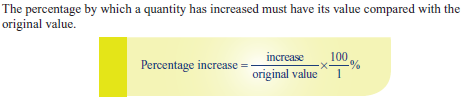 The percentage by which a quantity has increased must have its value compared with the
original value.
Percentage increase = increase/original value × 100/1 %